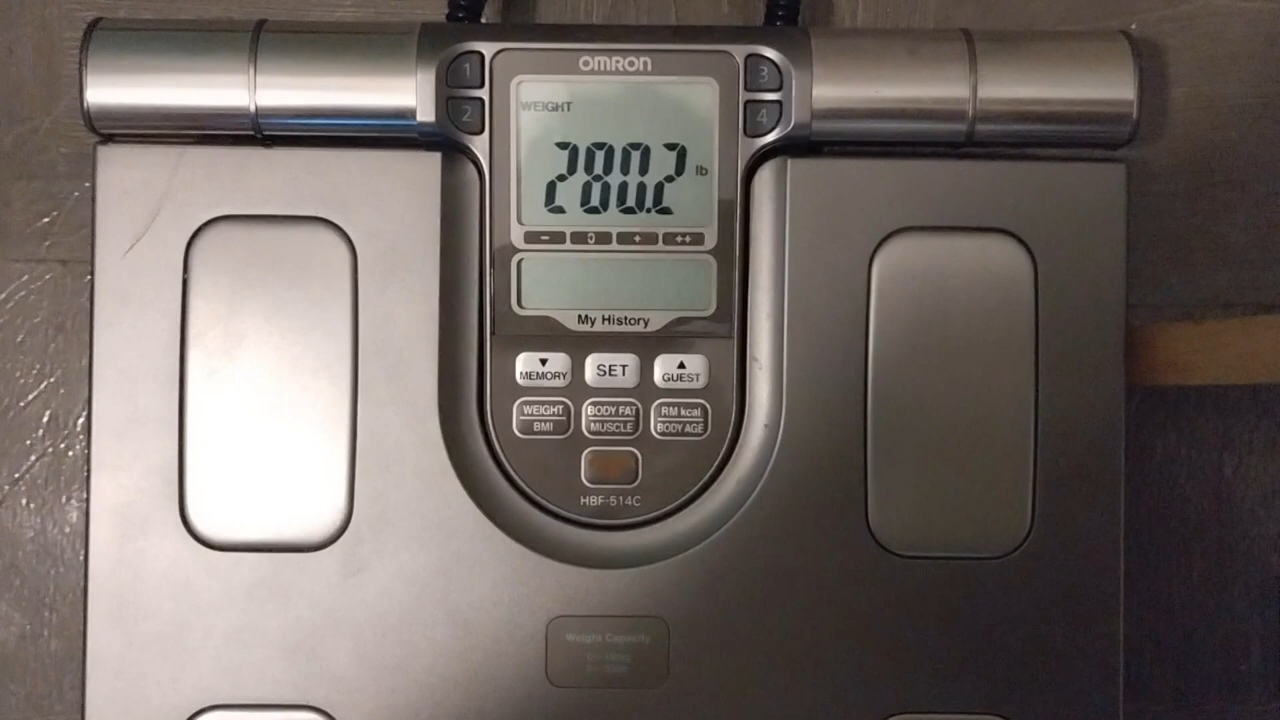 OMRON
1
3
2
4
WEIGHT
280.2 lb
− 0 + ++
My History
▼ SET ▲
MEMORY GUEST
WEIGHT BODY FAT RM kcal
BMI MUSCLE BODY AGE
HBF-514C
Weight Capacity